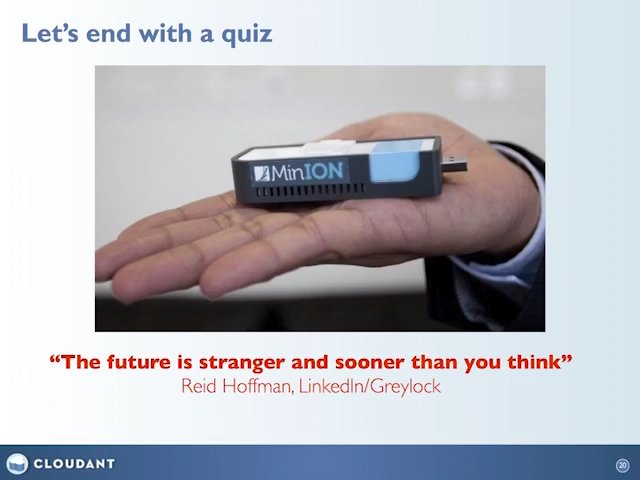 Let’s end with a quiz
MinION
“The future is stranger and sooner than you think”
Reid Hoffman, LinkedIn/Greylock
CLOUDANT
20